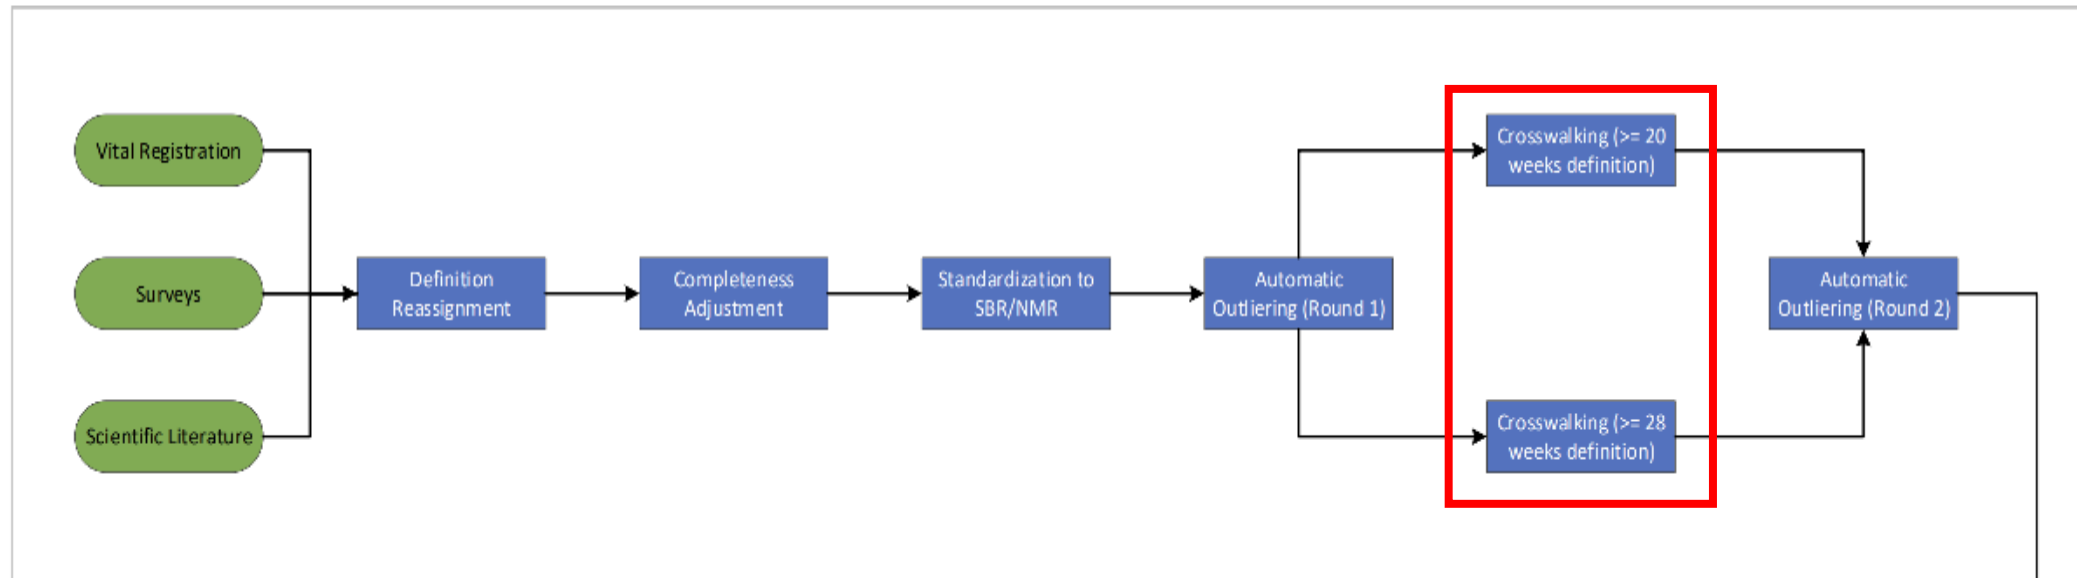 Vital Registration
Surveys
Scientific Literature
Definition
Reassignment
Completeness
Adjustment
Standardization to
SBR/NMR
Automatic
Outliering (Round 1)
Crosswalking (>= 20
weeks definition)
Crosswalking (>= 28
weeks definition)
Automatic
Outliering (Round 2)